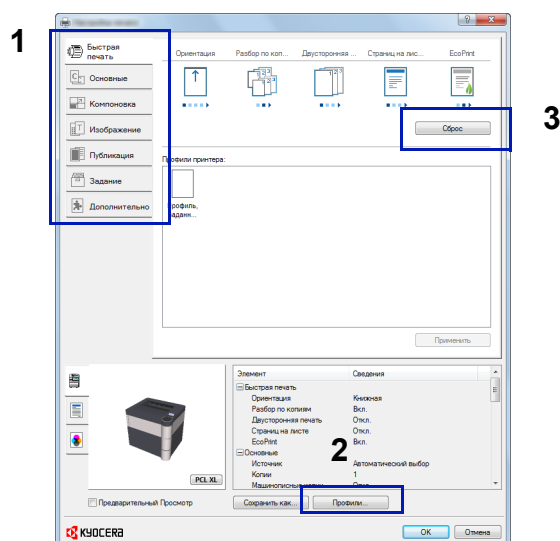 1
Быстрая
печать
Основные
Компоновка
Изображение
Публикация
Задание
Дополнительно
Ориентация Разбор по коп... Двусторонняя ... Страниц на лис... EcoPrint
Сброс
3
Профили принтера:
Профиль,
задани...
Применить
Элемент Сведения
Быстрая печать
Ориентация Книжная
Разбор по копиям Вкл.
Двусторонняя печать Откл.
Страниц на листе Откл.
EcoPrint Вкл.
Основные
2
Источник Автоматический выбор
Копии 1
PCL XL
Предварительный Просмотр Сохранить как... Профили...
KYOCERA OK Отмена